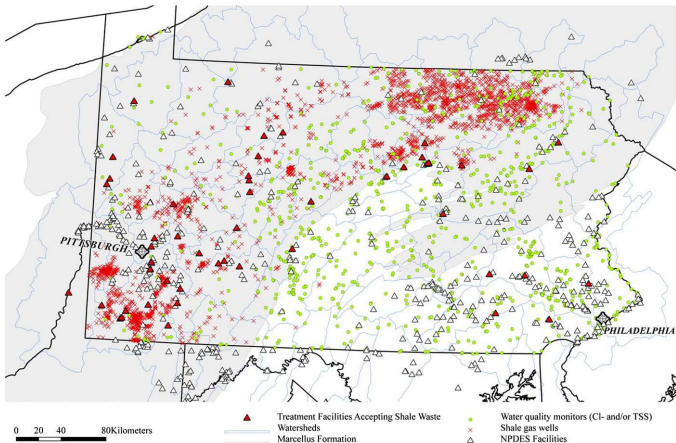 PITTSBURGH
PHILADELPHIA
0 20 40 80Kilometers
Treatment Facilities Accepting Shale Waste
Watersheds
Marcellus Formation
Water quality monitors (Cl- and/or TSS)
Shale gas wells
NPDES Facilities